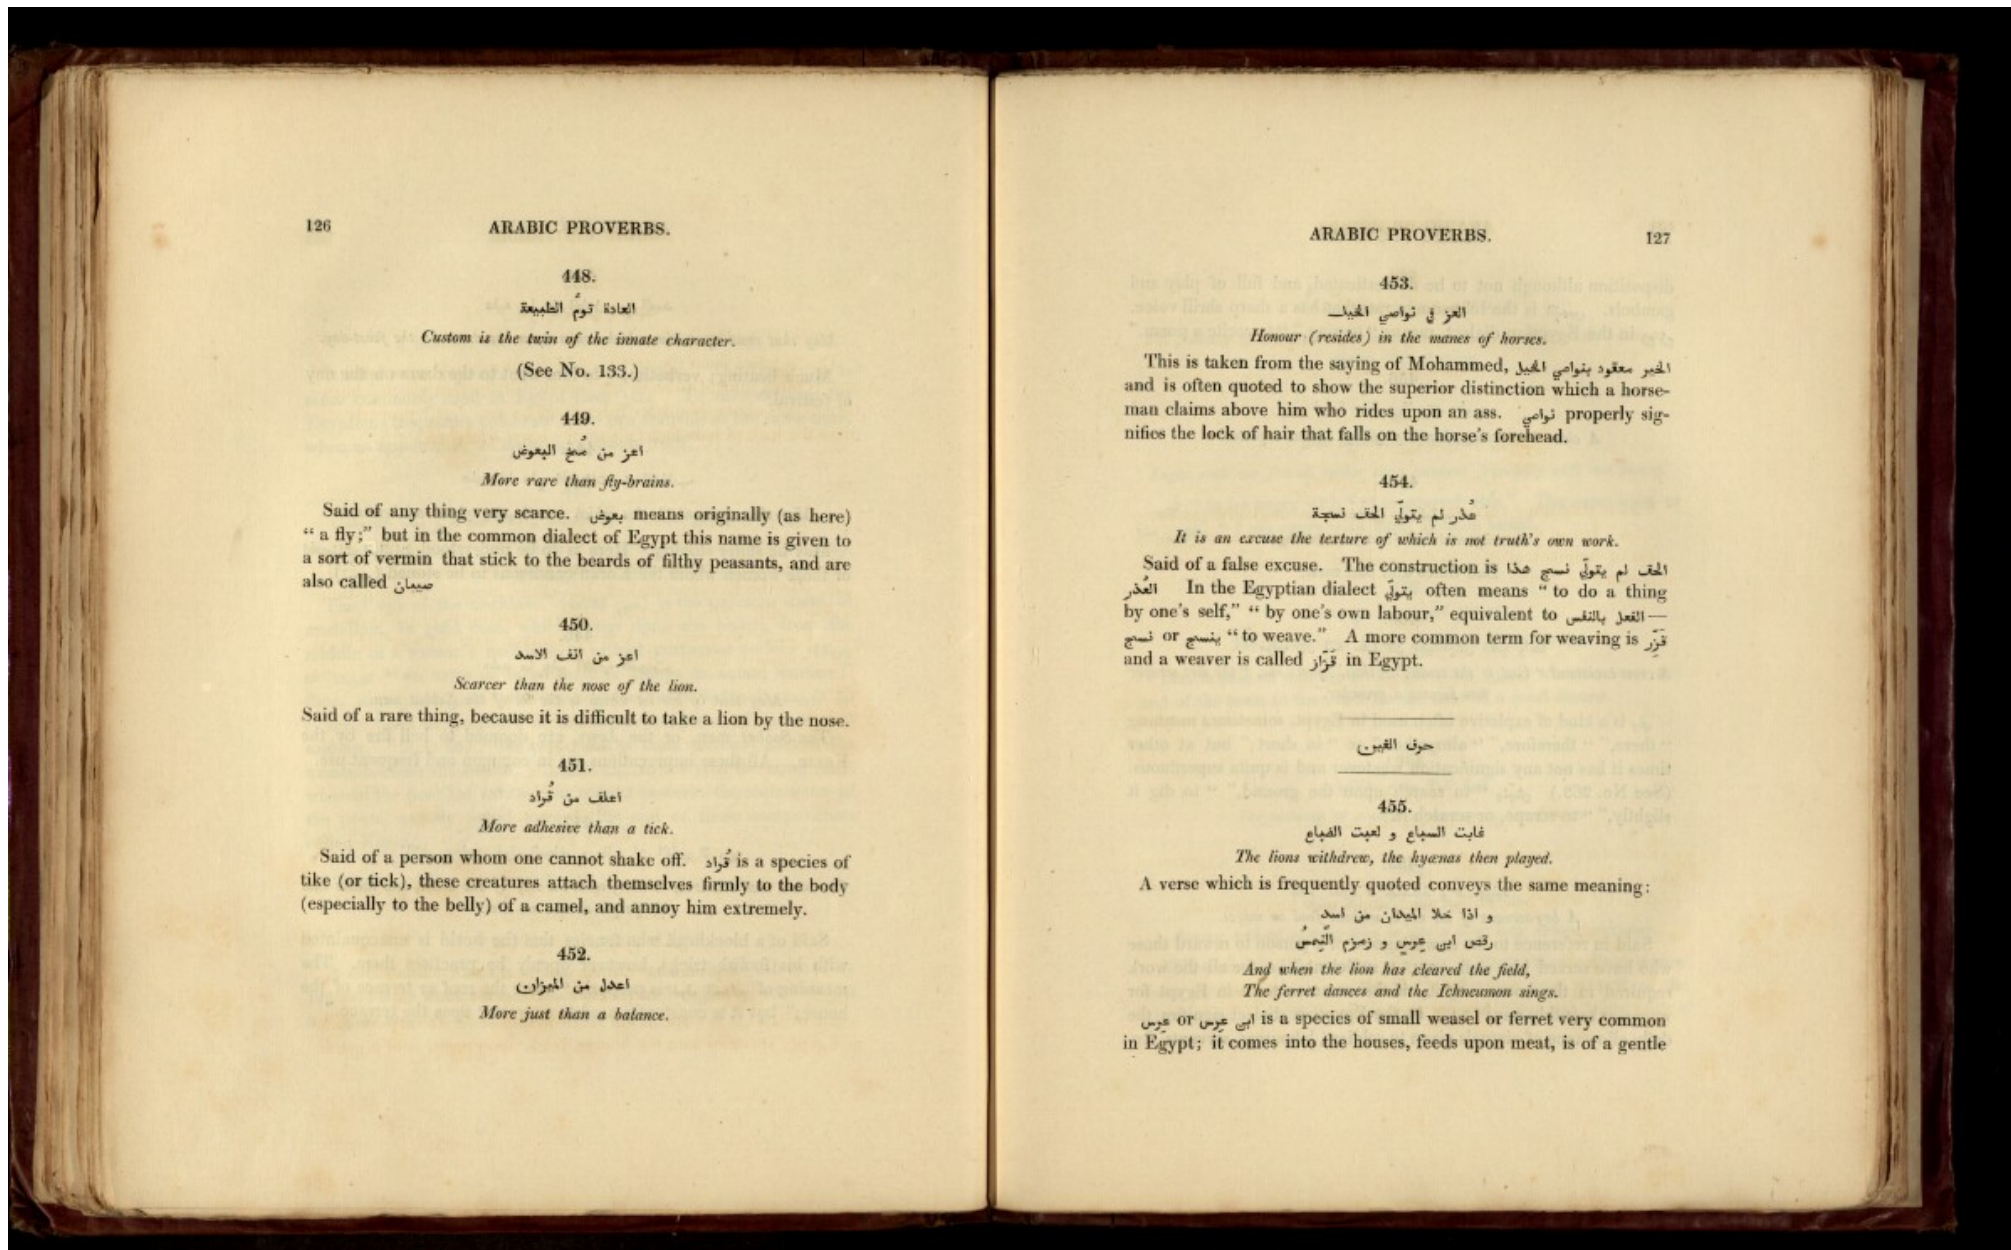 126
ARABIC PROVERBS.
448.
العادة تومَّ الطبيعة
Custom is the twin of the innate character.
(See No. 133.)
449.
اعز من مُخ البعوض
More rare than fly-brains.
Said of any thing very scarce. بعوض means originally (as here)
“ a fly;” but in the common dialect of Egypt this name is given to
a sort of vermin that stick to the beards of filthy peasants, and are
also called صيبان
450.
اعز من انف الاسد
Scarcer than the nose of the lion.
Said of a rare thing, because it is difficult to take a lion by the nose.
451.
اعلق من قُراد
More adhesive than a tick.
Said of a person whom one cannot shake off. قُراد is a species of
tike (or tick), these creatures attach themselves firmly to the body
(especially to the belly) of a camel, and annoy him extremely.
452.
اعدل من الميزان
More just than a balance.
ARABIC PROVERBS.
127
453.
العز في نواصي الخيل
Honour (resides) in the manes of horses.
This is taken from the saying of Mohammed, الخير معقود بنواصي الخيل
and is often quoted to show the superior distinction which a horse-
man claims above him who rides upon an ass. نواصي properly sig-
nifies the lock of hair that falls on the horse's forehead.
454.
عُذر لم يتولّي الحق نسجة
It is an excuse the texture of which is not truth's own work.
Said of a false excuse. The construction is الحق لم يتولّي نسج هذا
العُذر In the Egyptian dialect يتولّي often means “ to do a thing
by one's self,” “ by one's own labour,” equivalent to الفعل بالنفس —
نسج or ينسج “ to weave.” A more common term for weaving is قَزِّز
and a weaver is called قَزَّاز in Egypt.
حرف الغين
455.
غابت السباع و لعبت الضباع
The lions withdrew, the hyænas then played.
A verse which is frequently quoted conveys the same meaning:
و اذا خلا الميدان من اسد
رقص ابي عِرس و زمزم النِّمسُ
And when the lion has cleared the field,
The ferret dances and the Ichneumon sings.
عِرس or ابي عِرس is a species of small weasel or ferret very common
in Egypt; it comes into the houses, feeds upon meat, is of a gentle